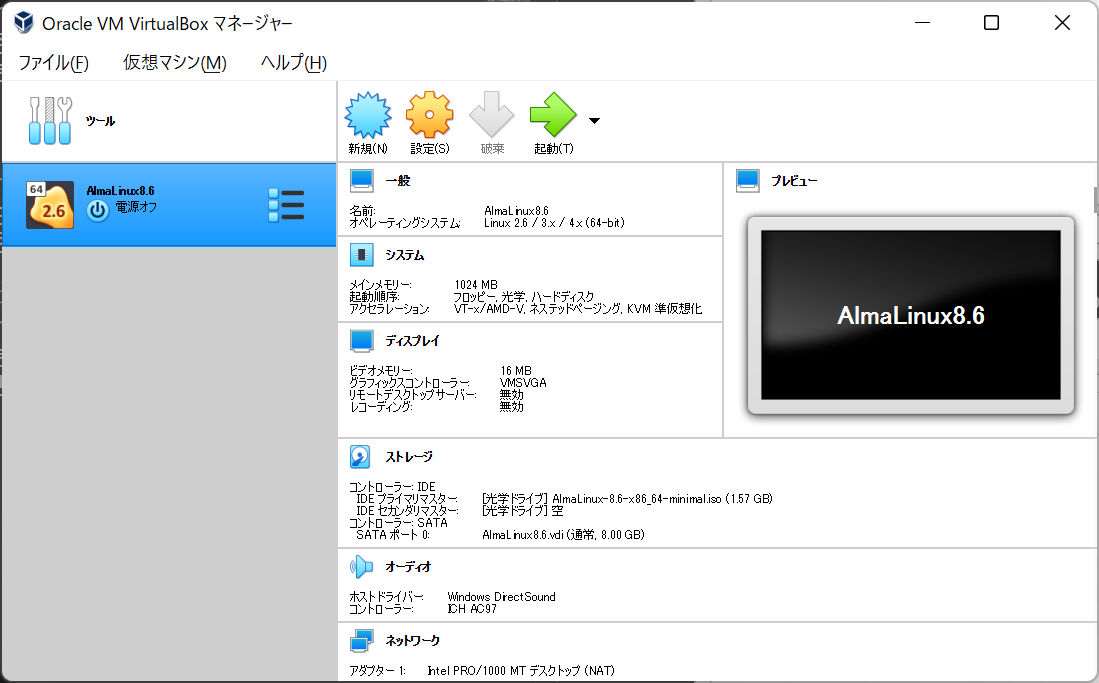 Oracle VM VirtualBox マネージャー
ファイル(F) 仮想マシン(M) ヘルプ(H)
ツール
新規(N) 設定(S) 破棄 起動(T)
64
2.6
AlmaLinux8.6
電源オフ
一般
名前: AlmaLinux8.6
オペレーティングシステム: Linux 2.6 / 3.x / 4.x (64-bit)
プレビュー
AlmaLinux8.6
システム
メインメモリー: 1024 MB
起動順序: フロッピー, 光学, ハードディスク
アクセラレーション: VT-x/AMD-V, ネステッドページング, KVM 準仮想化
ディスプレイ
ビデオメモリー: 16 MB
グラフィックスコントローラー: VMSVGA
リモートデスクトップサーバー: 無効
レコーディング: 無効
ストレージ
コントローラー: IDE
IDE プライマリマスター: [光学ドライブ] AlmaLinux-8.6-x86_64-minimal.iso (1.57 GB)
IDE セカンダリマスター: [光学ドライブ] 空
コントローラー: SATA
SATA ポート 0: AlmaLinux8.6.vdi (通常, 8.00 GB)
オーディオ
ホストドライバー: Windows DirectSound
コントローラー: ICH AC97
ネットワーク
アダプター 1: Intel PRO/1000 MT デスクトップ (NAT)